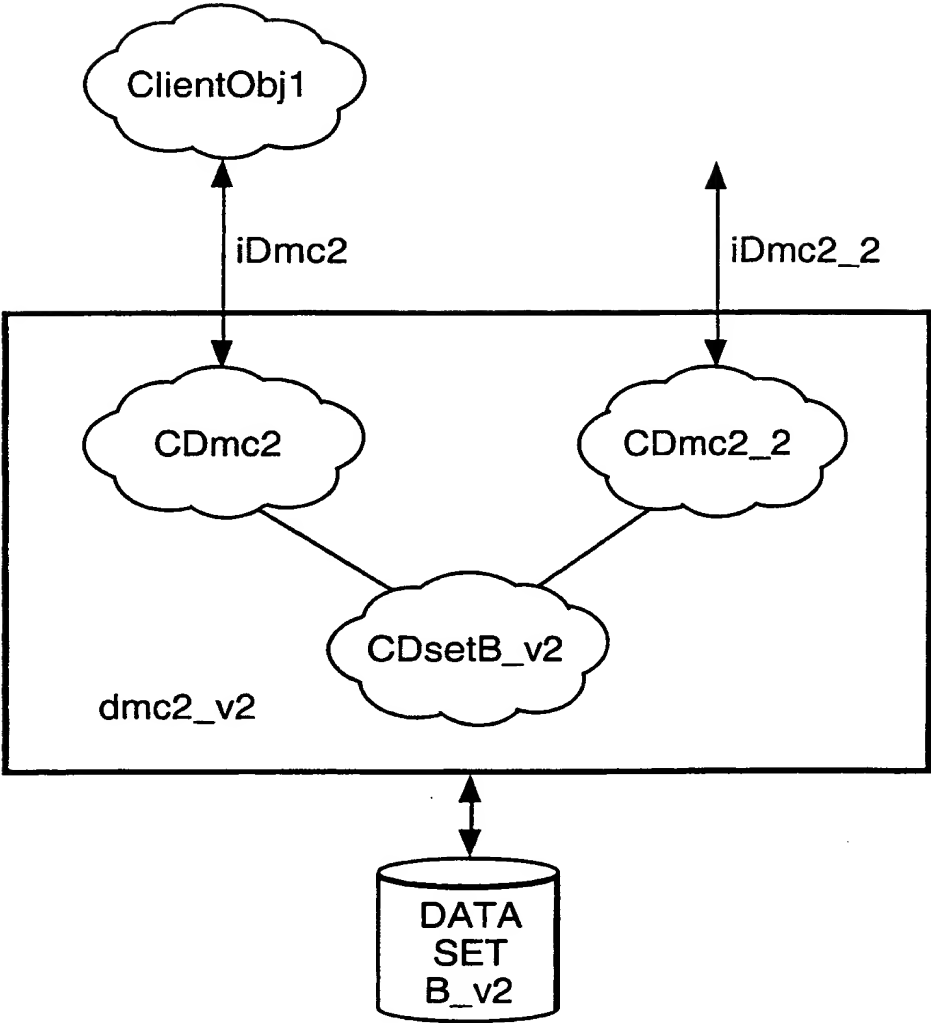 ClientObj1
iDmc2
iDmc2_2
CDmc2
CDmc2_2
CDsetB_v2
dmc2_v2
DATA
SET
B_v2